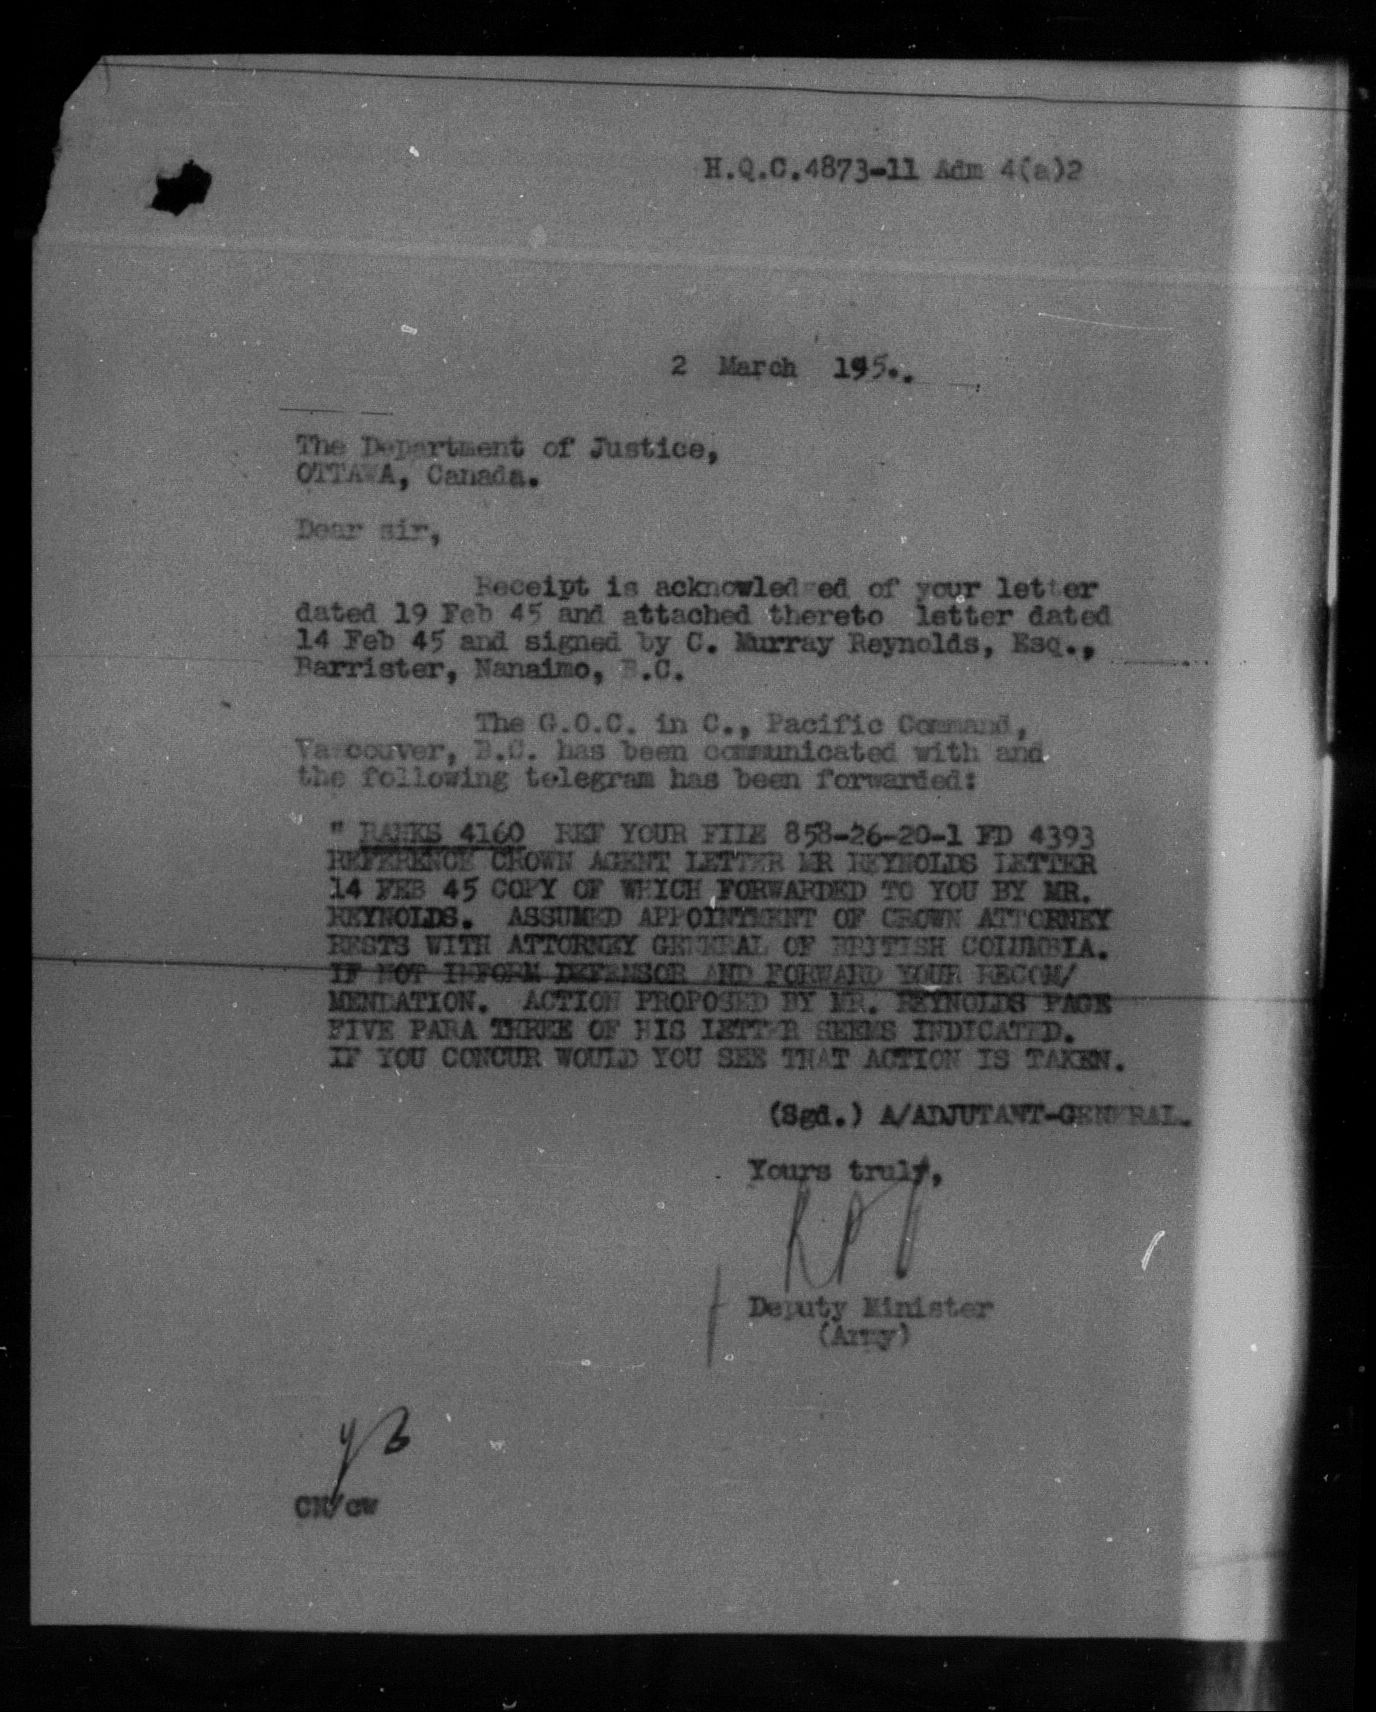 H.Q.C.4873-11 Adm 4(a)2
2 March 195..
The Department of Justice,
OTTAWA, Canada.
Dear sir,
Receipt is acknowledged of your letter
dated 19 Feb 45 and attached thereto letter dated
14 Feb 45 and signed by C. Murray Reynolds, Esq.,
Barrister, Nanaimo, B.C.
The G.O.C. in C., Pacific Command,
Vancouver, B.C. has been communicated with and
the following telegram has been forwarded:
" RANKS 4160 REF YOUR FILE 858-26-20-1 FD 4393
REFERENCE CROWN AGENT LETTER MR REYNOLDS LETTER
14 FEB 45 COPY OF WHICH FORWARDED TO YOU BY MR.
REYNOLDS. ASSUMED APPOINTMENT OF CROWN ATTORNEY
RESTS WITH ATTORNEY GENERAL OF BRITISH COLUMBIA.
IF NOT INFORM DEFENSOR AND FORWARD YOUR RECOM/
MENDATION. ACTION PROPOSED BY MR. REYNOLDS PAGE
FIVE PARA THREE OF HIS LETTER SEEMS INDICATED.
IF YOU CONCUR WOULD YOU SEE THAT ACTION IS TAKEN.
(Sgd.) A/ADJUTANT-GENERAL.
Yours truly,
Deputy Minister
(Army)
CN/cw